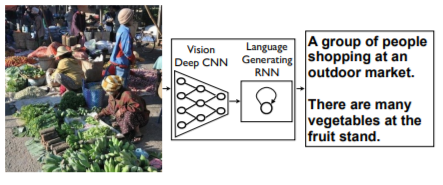 Vision
Deep CNN
Language
Generating
RNN
A group of people
shopping at an
outdoor market.
There are many
vegetables at the
fruit stand.